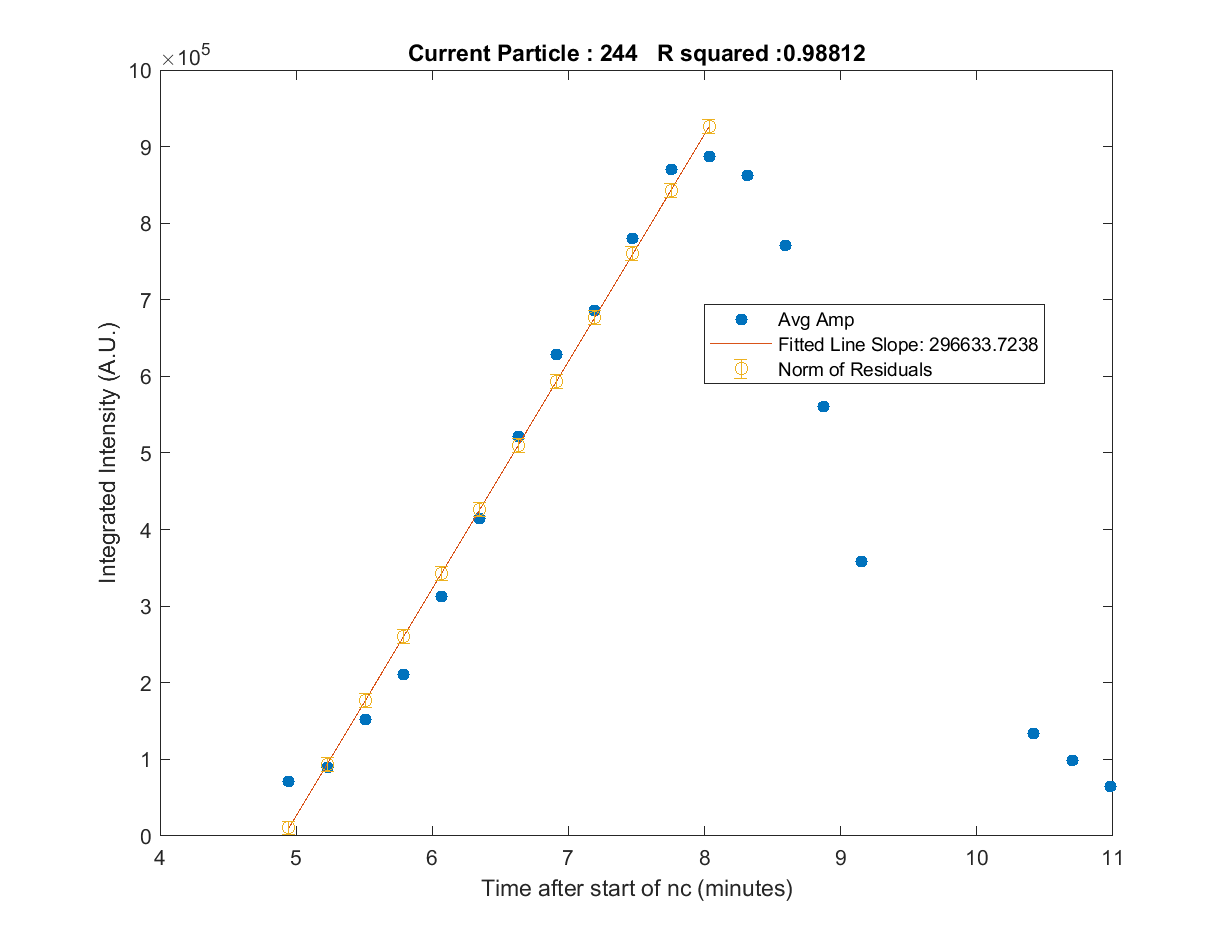 Current Particle : 244 R squared :0.98812
×10^5
10
9
8
7
6
5
4
3
2
1
0
Integrated Intensity (A.U.)
Avg Amp
Fitted Line Slope: 296633.7238
Norm of Residuals
4 5 6 7 8 9 10 11
Time after start of nc (minutes)